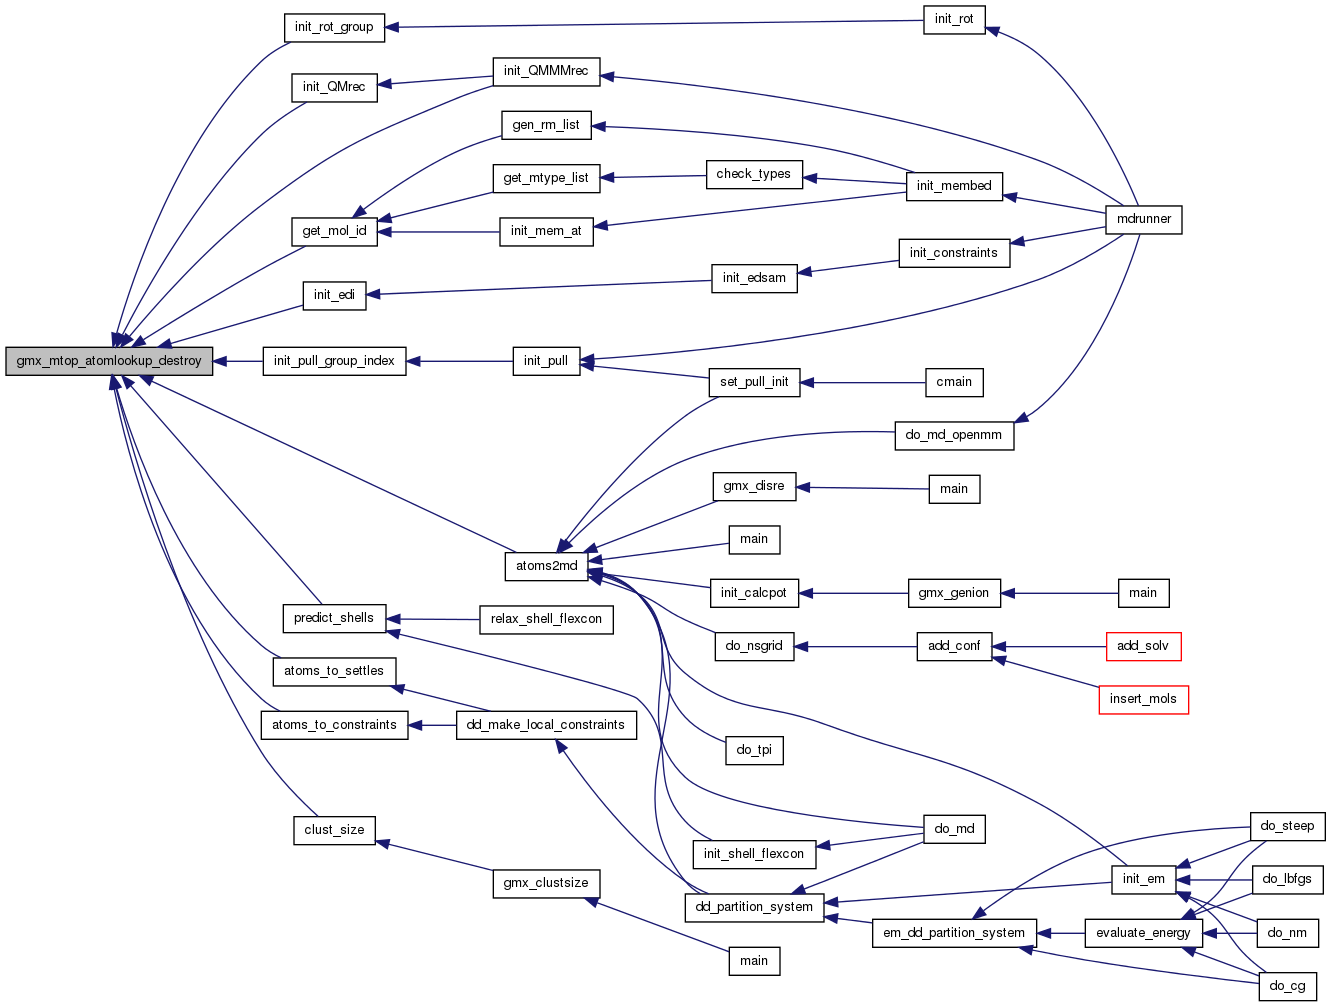 init_rot_group
init_rot
init_QMrec
init_QMMMrec
gen_rm_list
get_mtype_list
check_types
init_membed
get_mol_id
init_mem_at
mdrunner
init_constraints
init_edi
init_edsam
gmx_mtop_atomlookup_destroy
init_pull_group_index
init_pull
set_pull_init
cmain
do_md_openmm
gmx_disre
main
main
atoms2md
init_calcpot
gmx_genion
main
predict_shells
relax_shell_flexcon
do_nsgrid
add_conf
add_solv
atoms_to_settles
insert_mols
atoms_to_constraints
dd_make_local_constraints
do_tpi
clust_size
do_md
do_steep
init_shell_flexcon
gmx_clustsize
init_em
do_lbfgs
dd_partition_system
em_dd_partition_system
evaluate_energy
do_nm
main
do_cg